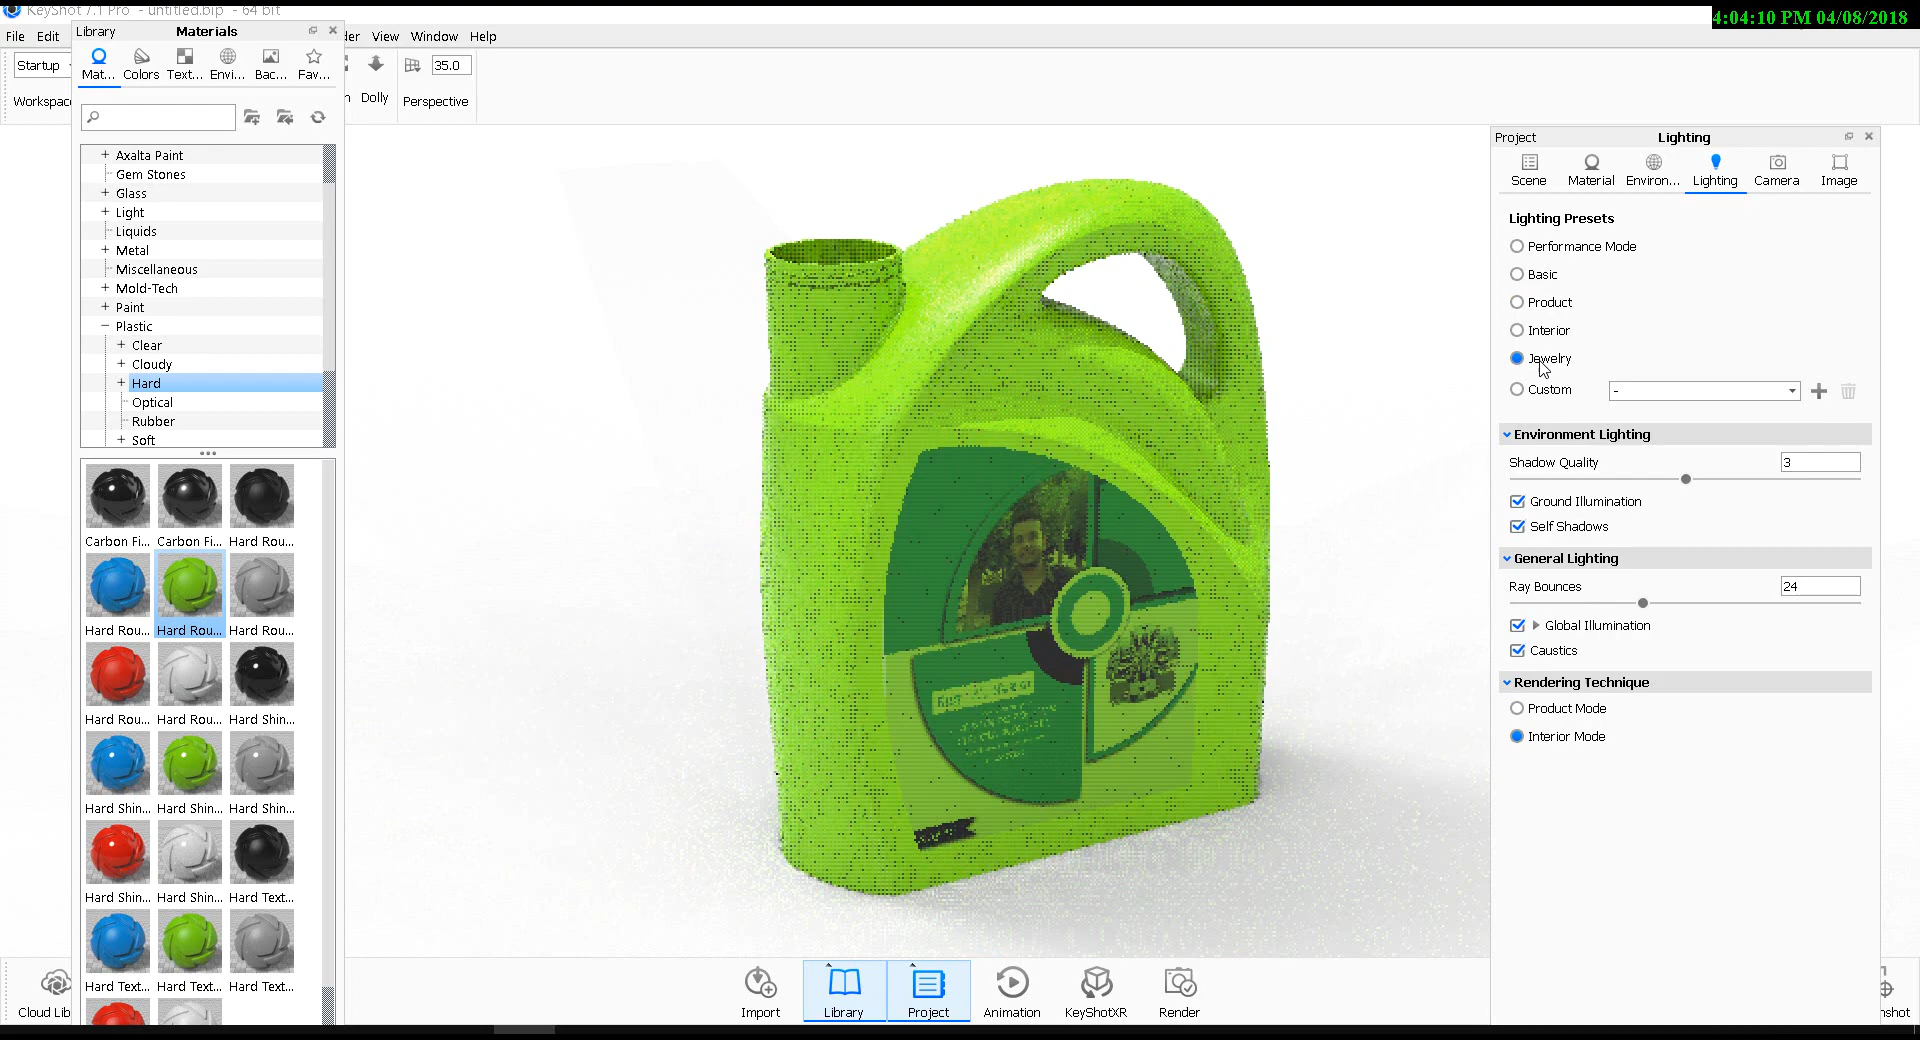 KeyShot 7.1 Pro - untitled.bip - 64 bit
4:04:10 PM 04/08/2018
File Edit
der View Window Help
Library Materials
Mat... Colors Text... Envi... Bac... Fav...
Startup
Workspac
35.0
n Dolly Perspective
+ Axalta Paint
Gem Stones
+ Glass
+ Light
Liquids
+ Metal
Miscellaneous
+ Mold-Tech
+ Paint
− Plastic
+ Clear
+ Cloudy
+ Hard
Optical
Rubber
+ Soft
Carbon Fi... Carbon Fi... Hard Rou...
Hard Rou... Hard Rou... Hard Rou...
Hard Rou... Hard Rou... Hard Shin...
Hard Shin... Hard Shin... Hard Shin...
Hard Shin... Hard Shin... Hard Text...
Hard Text... Hard Text... Hard Text...
Project Lighting
Scene Material Environ... Lighting Camera Image
Lighting Presets
Performance Mode
Basic
Product
Interior
Jewelry
Custom -
Environment Lighting
Shadow Quality 3
Ground Illumination
Self Shadows
General Lighting
Ray Bounces 24
Global Illumination
Caustics
Rendering Technique
Product Mode
Interior Mode
Cloud Lib
Import Library Project Animation KeyShotXR Render
nshot